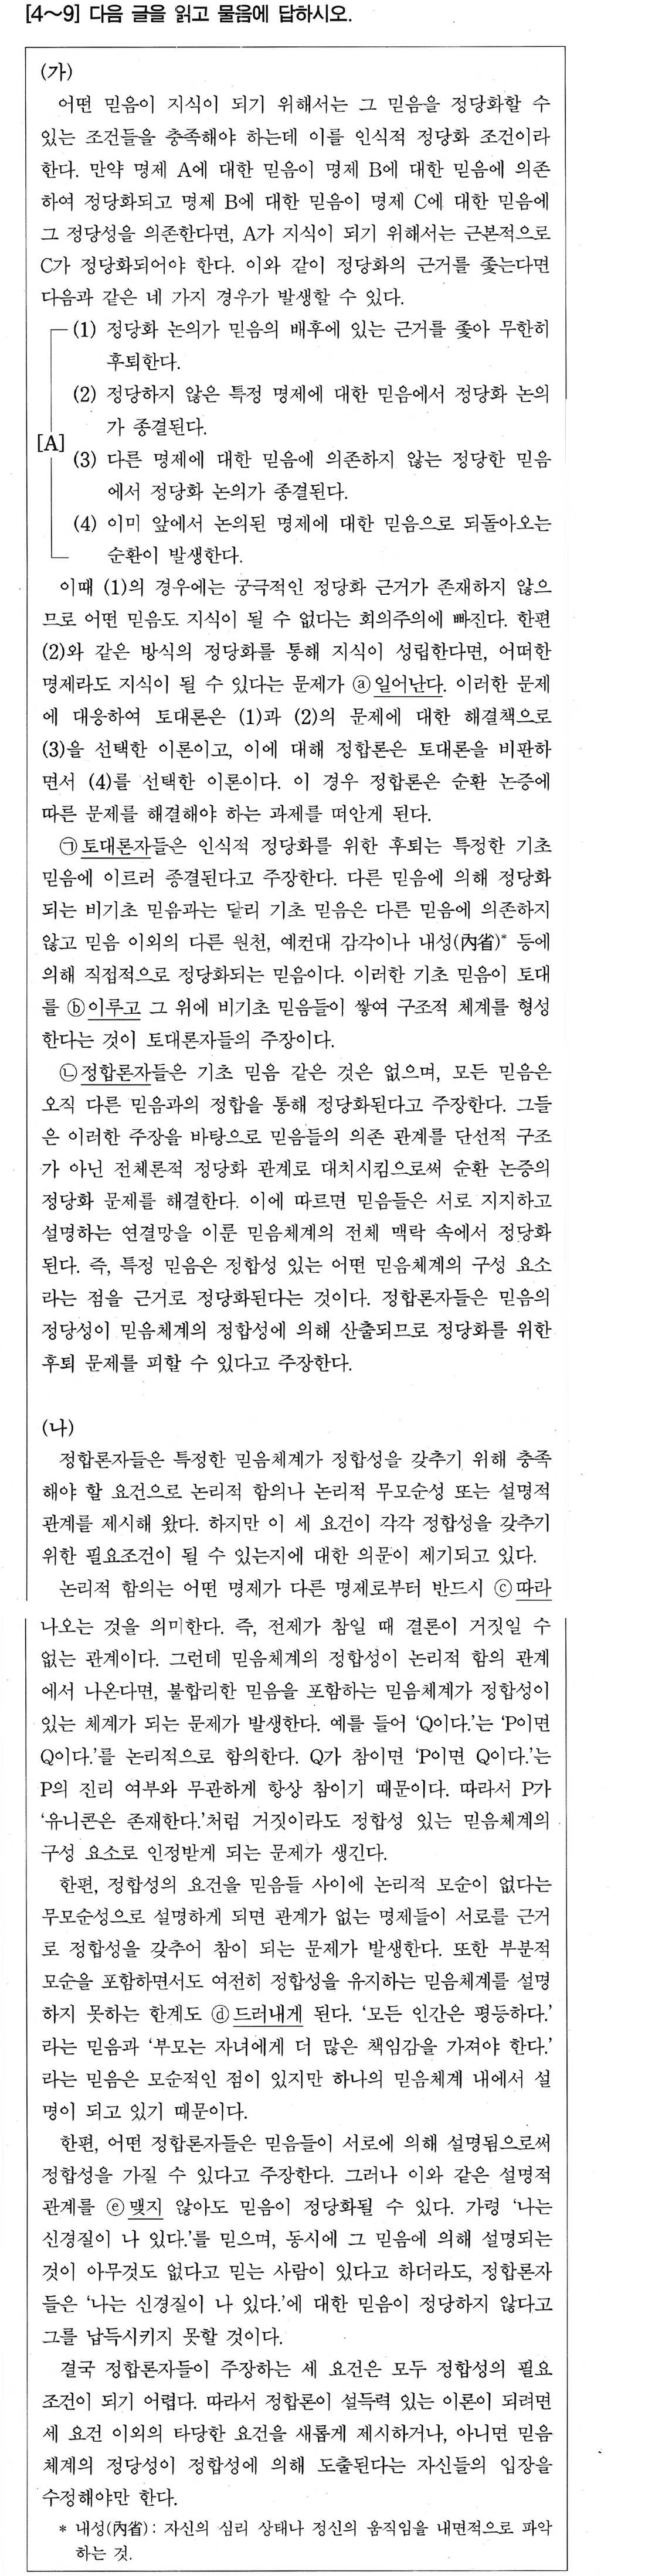 [4~9] 다음 글을 읽고 물음에 답하시오.
(가)
어떤 믿음이 지식이 되기 위해서는 그 믿음을 정당화할 수
있는 조건들을 충족해야 하는데 이를 인식적 정당화 조건이라
한다. 만약 명제 A에 대한 믿음이 명제 B에 대한 믿음에 의존
하여 정당화되고 명제 B에 대한 믿음이 명제 C에 대한 믿음에
그 정당성을 의존한다면, A가 지식이 되기 위해서는 근본적으로
C가 정당화되어야 한다. 이와 같이 정당화의 근거를 좇는다면
다음과 같은 네 가지 경우가 발생할 수 있다.
(1) 정당화 논의가 믿음의 배후에 있는 근거를 좇아 무한히
후퇴한다.
(2) 정당하지 않은 특정 명제에 대한 믿음에서 정당화 논의
가 종결된다.
[A]
(3) 다른 명제에 대한 믿음에 의존하지 않는 정당한 믿음
에서 정당화 논의가 종결된다.
(4) 이미 앞에서 논의된 명제에 대한 믿음으로 되돌아오는
순환이 발생한다.
이때 (1)의 경우에는 궁극적인 정당화 근거가 존재하지 않으
므로 어떤 믿음도 지식이 될 수 없다는 회의주의에 빠진다. 한편
(2)와 같은 방식의 정당화를 통해 지식이 성립한다면, 어떠한
명제라도 지식이 될 수 있다는 문제가 ⓐ일어난다. 이러한 문제
에 대응하여 토대론은 (1)과 (2)의 문제에 대한 해결책으로
(3)을 선택한 이론이고, 이에 대해 정합론은 토대론을 비판하
면서 (4)를 선택한 이론이다. 이 경우 정합론은 순환 논증에
따른 문제를 해결해야 하는 과제를 떠안게 된다.
㉠토대론자들은 인식적 정당화를 위한 후퇴는 특정한 기초
믿음에 이르러 종결된다고 주장한다. 다른 믿음에 의해 정당화
되는 비기초 믿음과는 달리 기초 믿음은 다른 믿음에 의존하지
않고 믿음 이외의 다른 원천, 예컨대 감각이나 내성(內省)* 등에
의해 직접적으로 정당화되는 믿음이다. 이러한 기초 믿음이 토대
를 ⓑ이루고 그 위에 비기초 믿음들이 쌓여 구조적 체계를 형성
한다는 것이 토대론자들의 주장이다.
㉡정합론자들은 기초 믿음 같은 것은 없으며, 모든 믿음은
오직 다른 믿음과의 정합을 통해 정당화된다고 주장한다. 그들
은 이러한 주장을 바탕으로 믿음들의 의존 관계를 단선적 구조
가 아닌 전체론적 정당화 관계로 대치시킴으로써 순환 논증의
정당화 문제를 해결한다. 이에 따르면 믿음들은 서로 지지하고
설명하는 연결망을 이룬 믿음체계의 전체 맥락 속에서 정당화
된다. 즉, 특정 믿음은 정합성 있는 어떤 믿음체계의 구성 요소
라는 점을 근거로 정당화된다는 것이다. 정합론자들은 믿음의
정당성이 믿음체계의 정합성에 의해 산출되므로 정당화를 위한
후퇴 문제를 피할 수 있다고 주장한다.
(나)
정합론자들은 특정한 믿음체계가 정합성을 갖추기 위해 충족
해야 할 요건으로 논리적 함의나 논리적 무모순성 또는 설명적
관계를 제시해 왔다. 하지만 이 세 요건이 각각 정합성을 갖추기
위한 필요조건이 될 수 있는지에 대한 의문이 제기되고 있다.
논리적 함의는 어떤 명제가 다른 명제로부터 반드시 ⓒ따라
나오는 것을 의미한다. 즉, 전제가 참일 때 결론이 거짓일 수
없는 관계이다. 그런데 믿음체계의 정합성이 논리적 함의 관계
에서 나온다면, 불합리한 믿음을 포함하는 믿음체계가 정합성이
있는 체계가 되는 문제가 발생한다. 예를 들어 ‘Q이다.’는 ‘P이면
Q이다.’를 논리적으로 함의한다. Q가 참이면 ‘P이면 Q이다.’는
P의 진리 여부와 무관하게 항상 참이기 때문이다. 따라서 P가
‘유니콘은 존재한다.’처럼 거짓이라도 정합성 있는 믿음체계의
구성 요소로 인정받게 되는 문제가 생긴다.
한편, 정합성의 요건을 믿음들 사이에 논리적 모순이 없다는
무모순성으로 설명하게 되면 관계가 없는 명제들이 서로를 근거
로 정합성을 갖추어 참이 되는 문제가 발생한다. 또한 부분적
모순을 포함하면서도 여전히 정합성을 유지하는 믿음체계를 설명
하지 못하는 한계도 ⓓ드러내게 된다. ‘모든 인간은 평등하다.’
라는 믿음과 ‘부모는 자녀에게 더 많은 책임감을 가져야 한다.’
라는 믿음은 모순적인 점이 있지만 하나의 믿음체계 내에서 설
명이 되고 있기 때문이다.
한편, 어떤 정합론자들은 믿음들이 서로에 의해 설명됨으로써
정합성을 가질 수 있다고 주장한다. 그러나 이와 같은 설명적
관계를 ⓔ맺지 않아도 믿음이 정당화될 수 있다. 가령 ‘나는
신경질이 나 있다.’를 믿으며, 동시에 그 믿음에 의해 설명되는
것이 아무것도 없다고 믿는 사람이 있다고 하더라도, 정합론자
들은 ‘나는 신경질이 나 있다.’에 대한 믿음이 정당하지 않다고
그를 납득시키지 못할 것이다.
결국 정합론자들이 주장하는 세 요건은 모두 정합성의 필요
조건이 되기 어렵다. 따라서 정합론이 설득력 있는 이론이 되려면
세 요건 이외의 타당한 요건을 새롭게 제시하거나, 아니면 믿음
체계의 정당성이 정합성에 의해 도출된다는 자신들의 입장을
수정해야만 한다.
* 내성(內省) : 자신의 심리 상태나 정신의 움직임을 내면적으로 파악
하는 것.